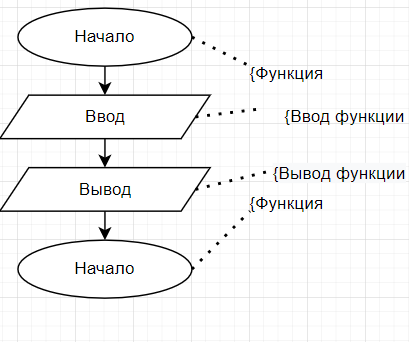 Начало
{Функция
Ввод
{Ввод функции
Вывод
{Вывод функции
{Функция
Начало